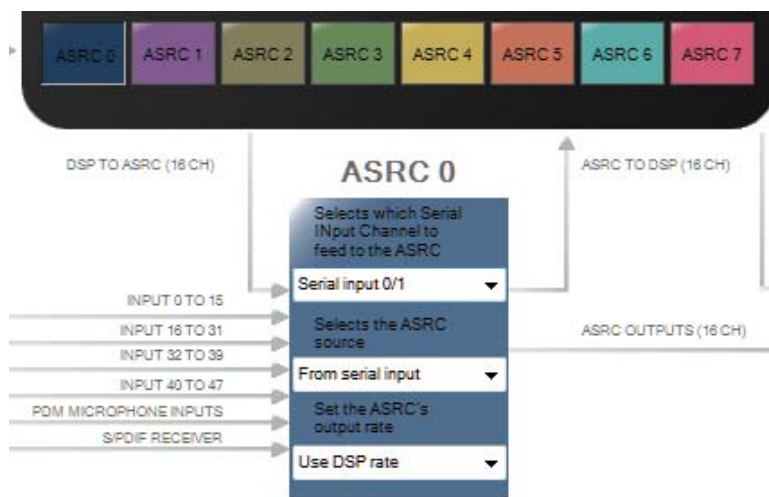 ASRC 0 ASRC 1 ASRC 2 ASRC 3 ASRC 4 ASRC 5 ASRC 6 ASRC 7
DSP TO ASRC (16 CH)
ASRC 0
ASRC TO DSP (16 CH)
Selects which Serial
INput Channel to
feed to the ASRC
Serial input 0/1
INPUT 0 TO 15
INPUT 16 TO 31
Selects the ASRC
source
ASRC OUTPUTS (16 CH)
INPUT 32 TO 39
From serial input
INPUT 40 TO 47
PDM MICROPHONE INPUTS
Set the ASRC's
output rate
S/PDIF RECEIVER
Use DSP rate